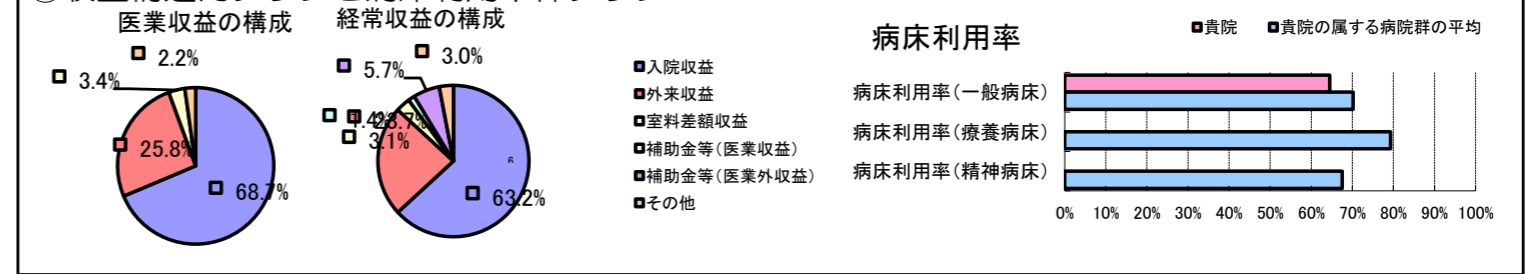 医業収益の構成
2.2%
3.4%
25.8%
68.7%
経常収益の構成
3.0%
5.7%
1.4%
23.7%
3.1%
63.2%
入院収益
外来収益
室料差額収益
補助金等(医業収益)
補助金等(医業外収益)
その他
病床利用率
貴院
貴院の属する病院群の平均
病床利用率(一般病床)
病床利用率(療養病床)
病床利用率(精神病床)
0% 10% 20% 30% 40% 50% 60% 70% 80% 90% 100%